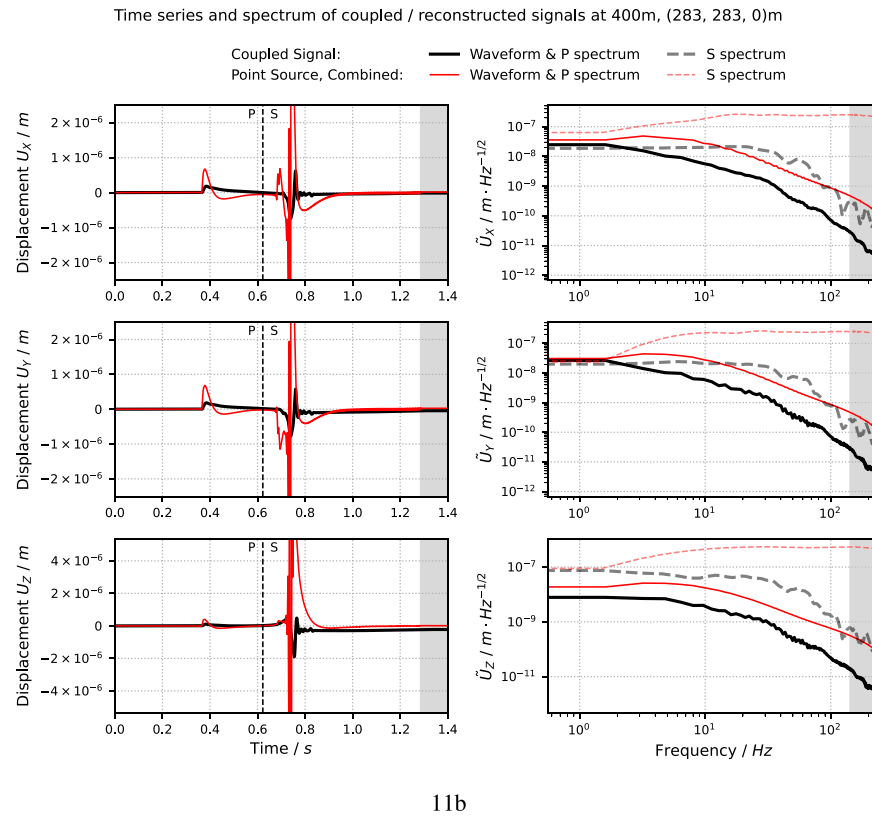 Time series and spectrum of coupled / reconstructed signals at 400m, (283, 283, 0)m
Coupled Signal: Waveform & P spectrum S spectrum
Point Source, Combined: Waveform & P spectrum S spectrum
Displacement U_X / m
2 × 10⁻⁶
1 × 10⁻⁶
0
−1 × 10⁻⁶
−2 × 10⁻⁶
P S
0.0 0.2 0.4 0.6 0.8 1.0 1.2 1.4
Ũ_X / m · Hz⁻¹ᐟ²
10⁻⁷
10⁻⁸
10⁻⁹
10⁻¹⁰
10⁻¹¹
10⁻¹²
10⁰ 10¹ 10²
Displacement U_Y / m
2 × 10⁻⁶
1 × 10⁻⁶
0
−1 × 10⁻⁶
−2 × 10⁻⁶
P S
0.0 0.2 0.4 0.6 0.8 1.0 1.2 1.4
Ũ_Y / m · Hz⁻¹ᐟ²
10⁻⁷
10⁻⁸
10⁻⁹
10⁻¹⁰
10⁻¹¹
10⁻¹²
10⁰ 10¹ 10²
Displacement U_Z / m
4 × 10⁻⁶
2 × 10⁻⁶
0
−2 × 10⁻⁶
−4 × 10⁻⁶
P S
0.0 0.2 0.4 0.6 0.8 1.0 1.2 1.4
Time / s
Ũ_Z / m · Hz⁻¹ᐟ²
10⁻⁷
10⁻⁹
10⁻¹¹
10⁰ 10¹ 10²
Frequency / Hz
11b